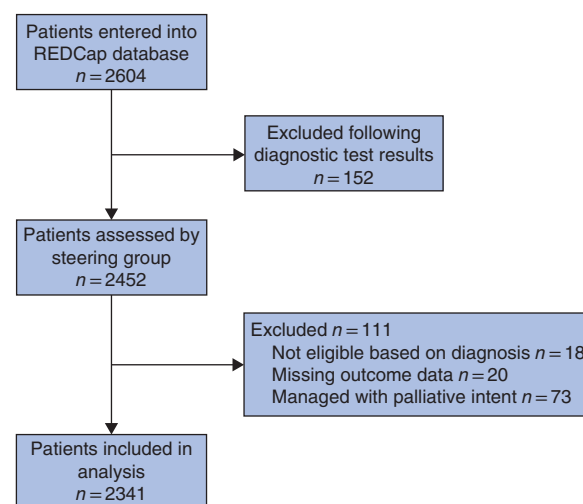 Patients entered into
REDCap database
n = 2604
Excluded following
diagnostic test results
n = 152
Patients assessed by
steering group
n = 2452
Excluded n = 111
Not eligible based on diagnosis n = 18
Missing outcome data n = 20
Managed with palliative intent n = 73
Patients included in
analysis
n = 2341